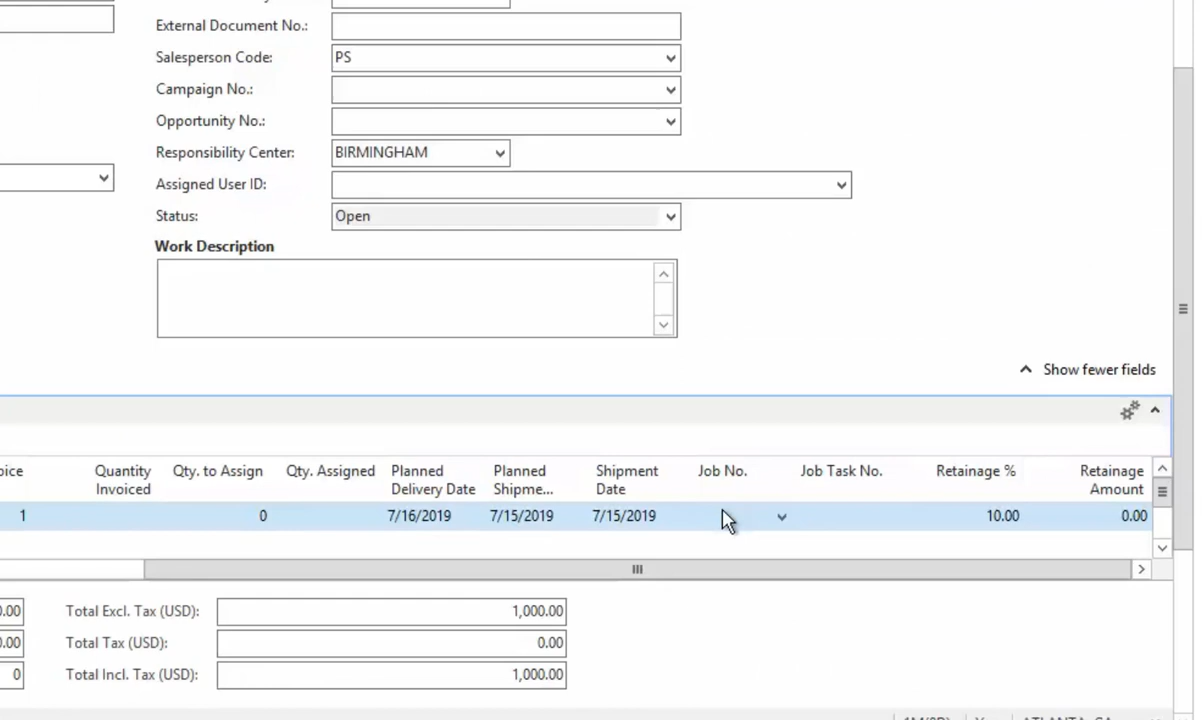 External Document No.:
Salesperson Code: PS
Campaign No.:
Opportunity No.:
Responsibility Center: BIRMINGHAM
Assigned User ID:
Status: Open
Work Description
Show fewer fields
Quantity Invoiced Qty. to Assign Qty. Assigned Planned Delivery Date Planned Shipme... Shipment Date Job No. Job Task No. Retainage % Retainage Amount
1 0 7/16/2019 7/15/2019 7/15/2019 10.00 0.00
Total Excl. Tax (USD): 1,000.00
Total Tax (USD): 0.00
0 Total Incl. Tax (USD): 1,000.00